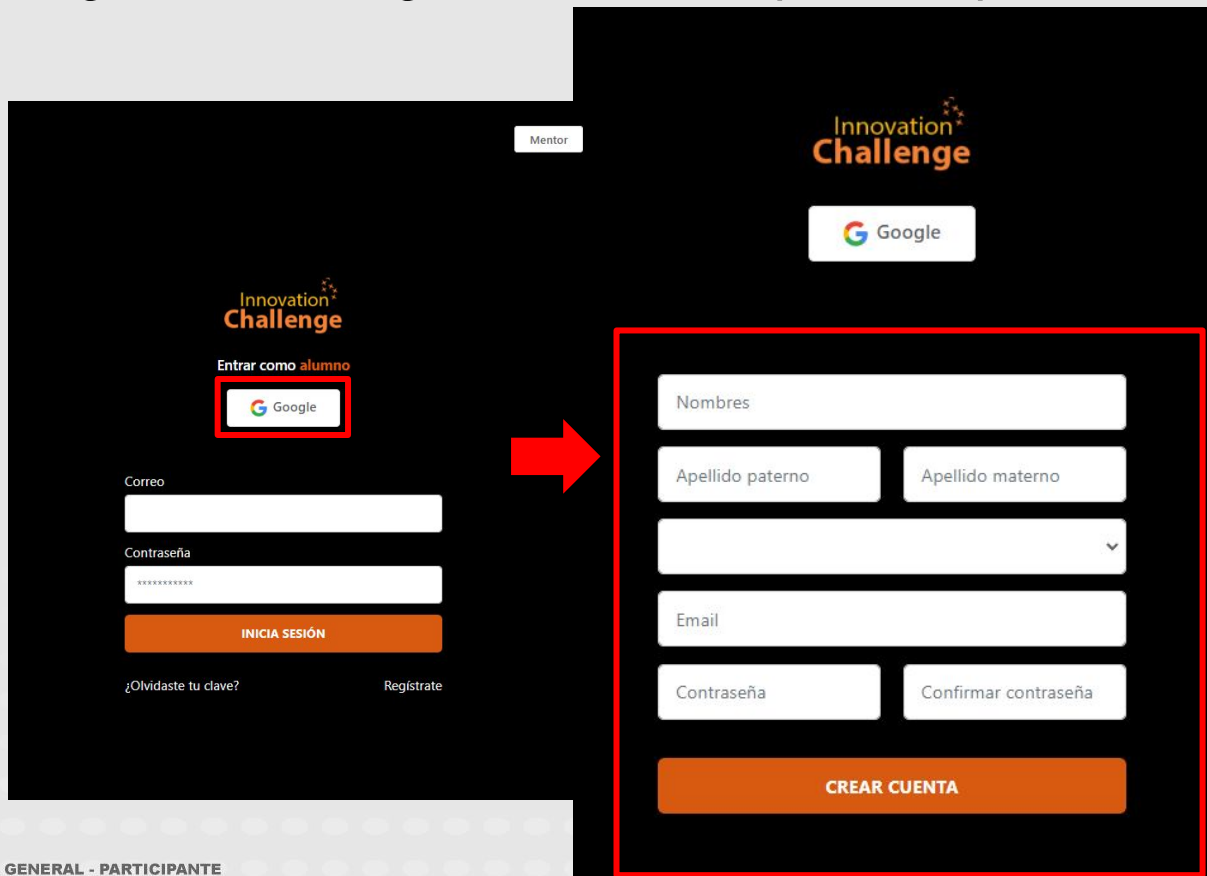 Mentor
Innovation
Challenge
Entrar como alumno
Google
Correo
Contraseña
***********
INICIA SESIÓN
¿Olvidaste tu clave?
Regístrate
Innovation
Challenge
Google
Nombres
Apellido paterno
Apellido materno
Email
Contraseña
Confirmar contraseña
CREAR CUENTA
GENERAL - PARTICIPANTE